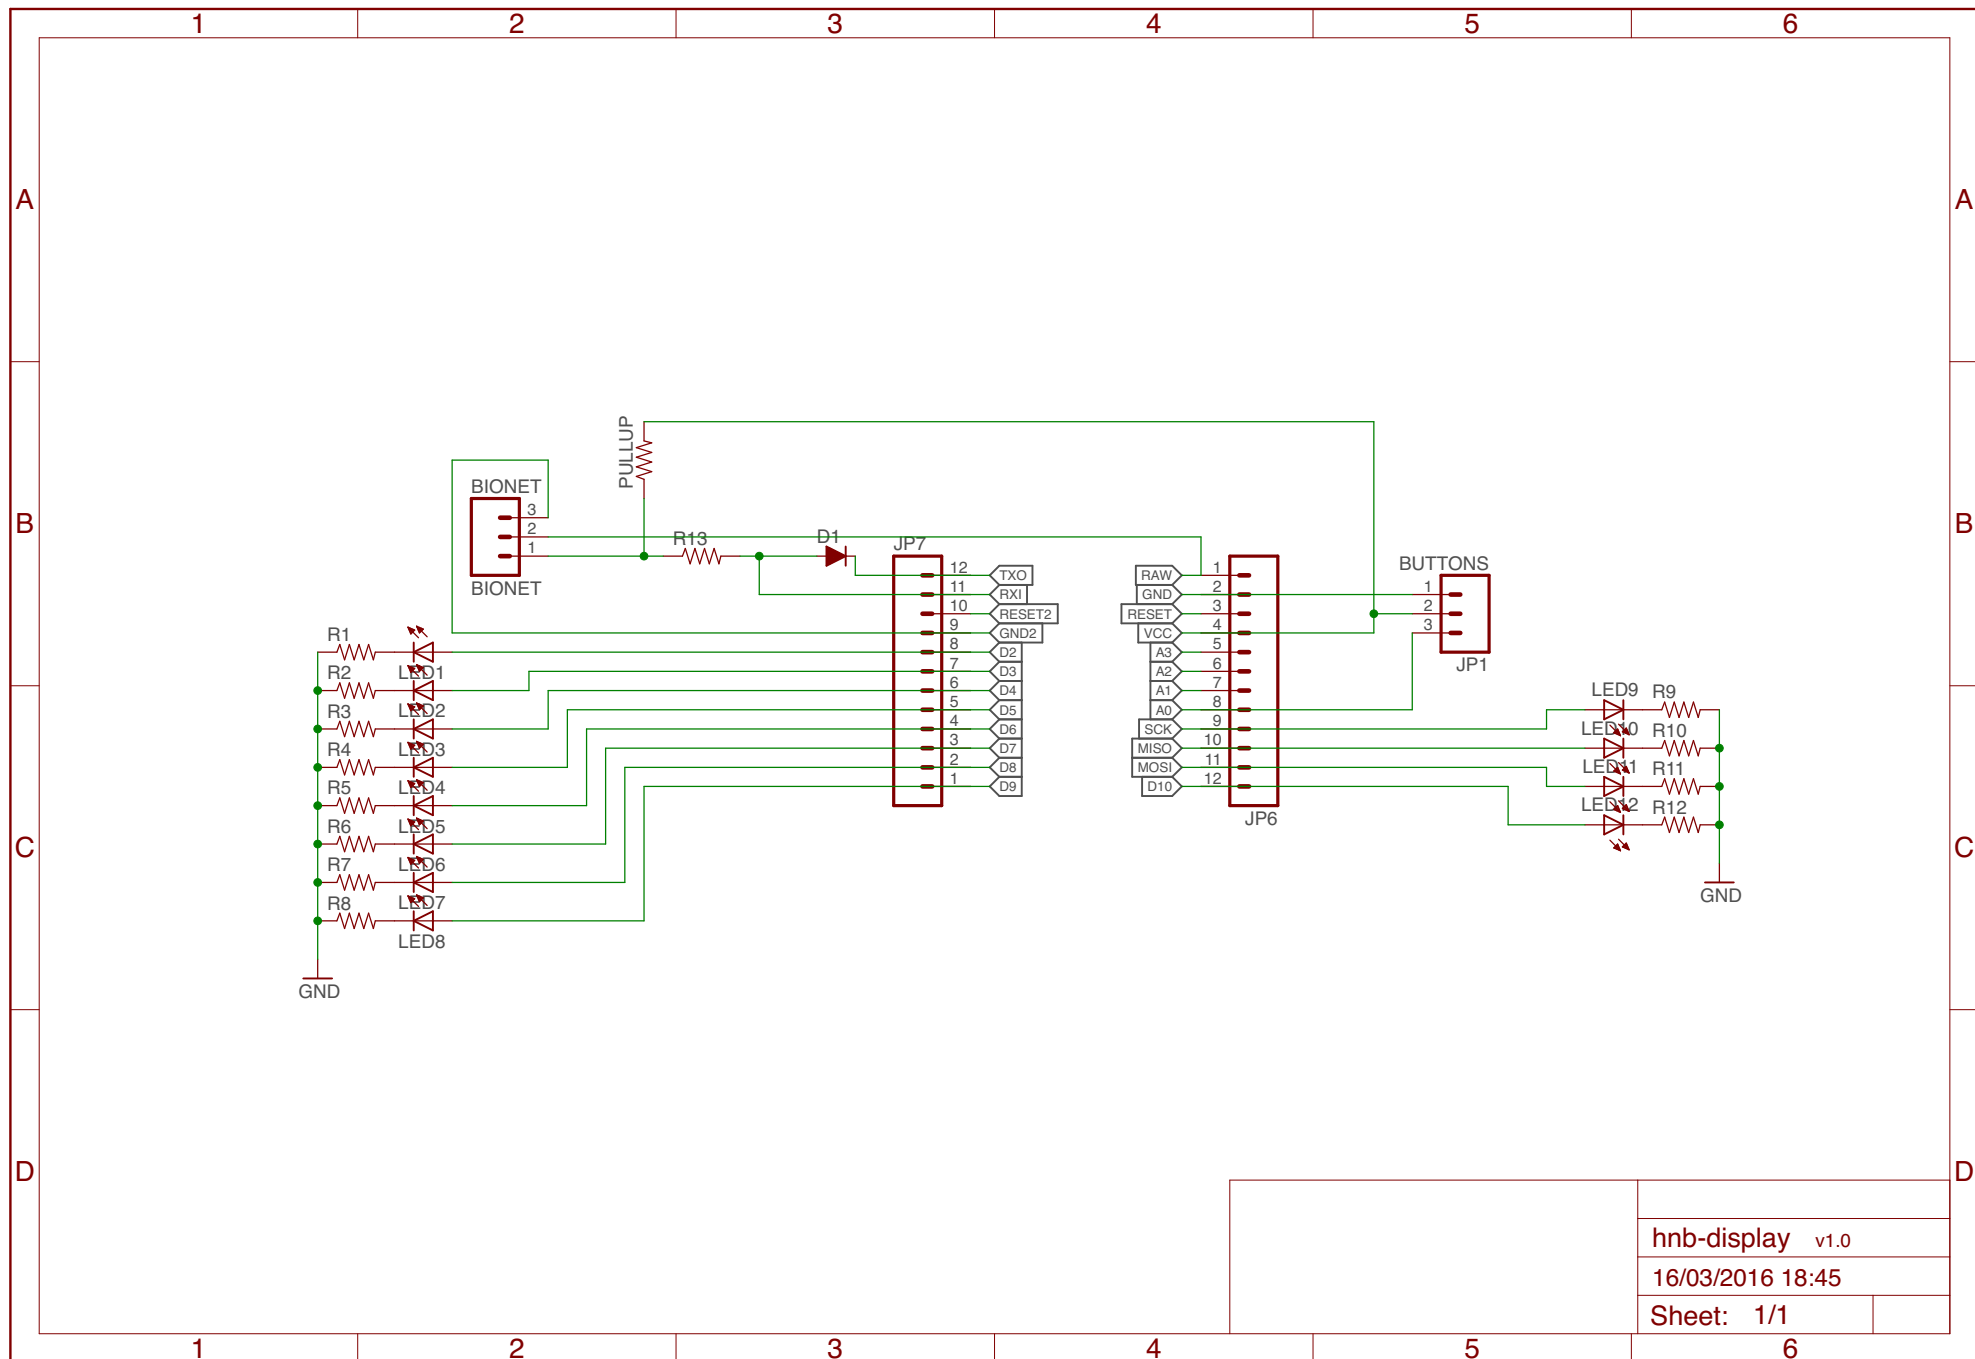 1 2 3 4 5 6
A A
PULLUP
BIONET
3
2
1
BIONET
B B
R13
D1
JP7
12 TXO
11 RXI
10 RESET2
9 GND2
8 D2
7 D3
6 D4
5 D5
4 D6
3 D7
2 D8
1 D9
RAW 1
GND 2
RESET 3
VCC 4
A3 5
A2 6
A1 7
A0 8
SCK 9
MISO 10
MOSI 11
D10 12
JP6
BUTTONS
1
2
3
JP1
R1
R2 LED1
R3 LED2
R4 LED3
R5 LED4
R6 LED5
R7 LED6
R8 LED7
LED8
GND
LED9 R9
LED10 R10
LED11 R11
LED12 R12
GND
C C
D D
hnb-display v1.0
16/03/2016 18:45
Sheet: 1/1
1 2 3 4 5 6